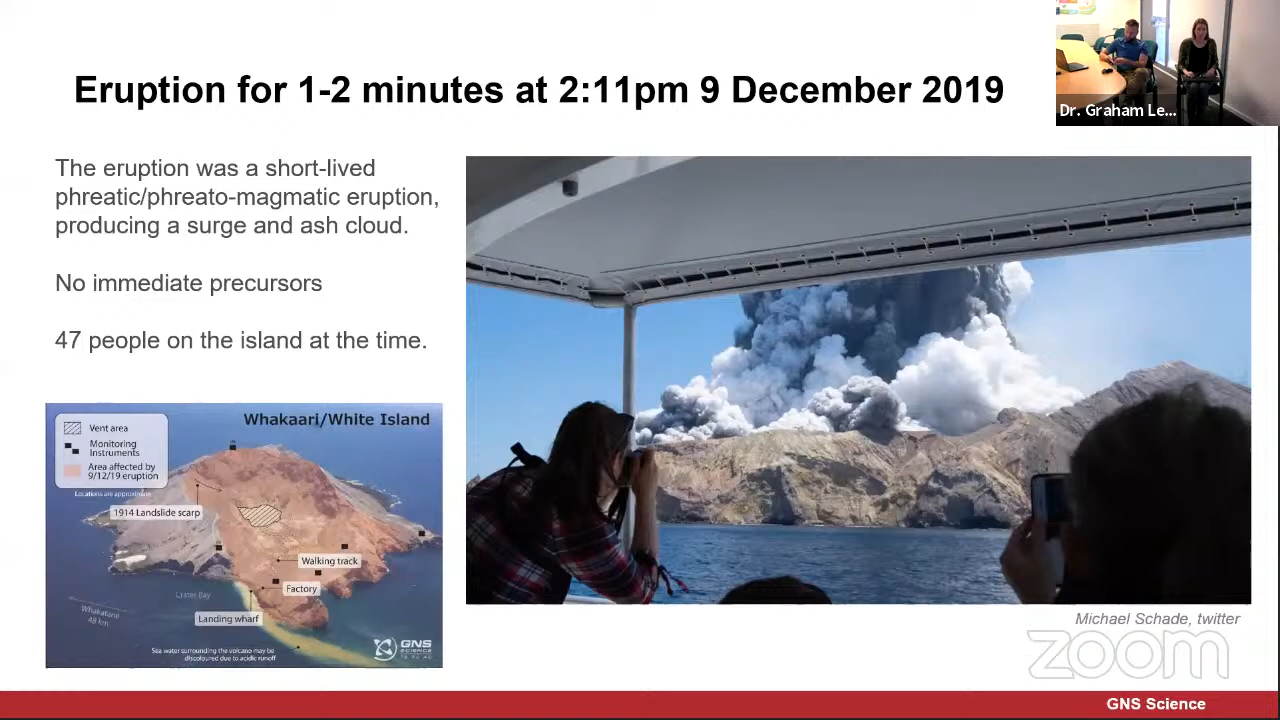 Eruption for 1-2 minutes at 2:11pm 9 December 2019
Dr. Graham Le...
The eruption was a short-lived
phreatic/phreato-magmatic eruption,
producing a surge and ash cloud.
No immediate precursors
47 people on the island at the time.
Whakaari/White Island
Vent area
Monitoring
Instruments
Area affected by
9/12/19 eruption
Locations are approximate
1914 Landslide scarp
Walking track
Factory
Crater Bay
Landing wharf
Whakatane
48 km
Sea water surrounding the volcano may be
discoloured due to acidic runoff
GNS
SCIENCE
TE PŪ AO
Michael Schade, twitter
zoom
GNS Science